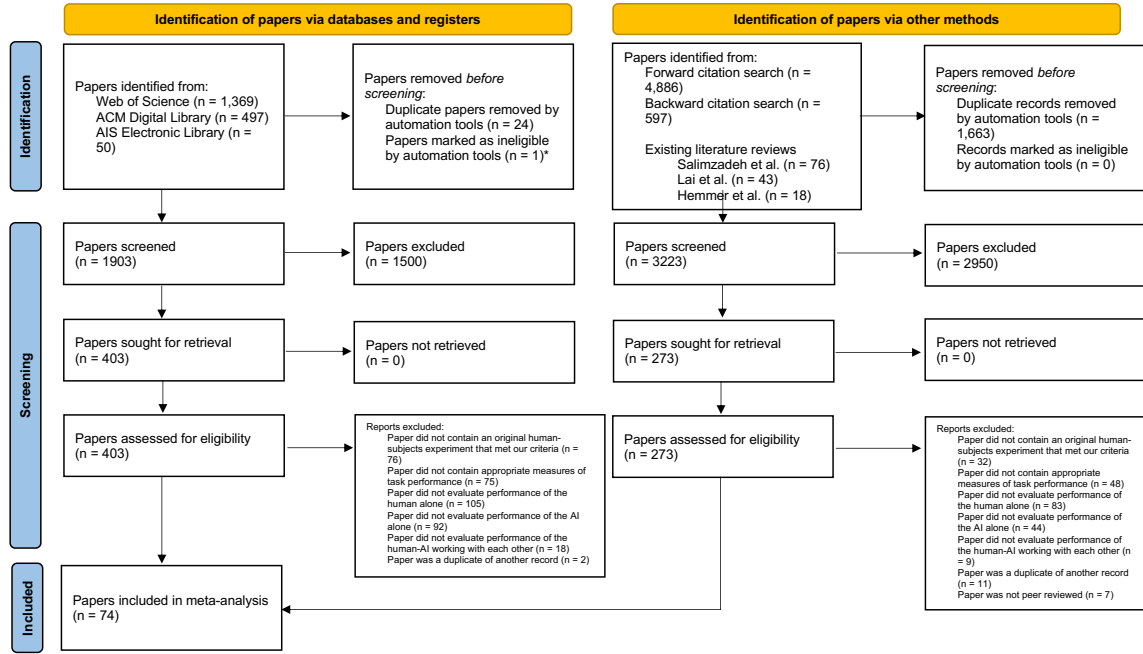 Identification of papers via databases and registers
Identification of papers via other methods
Identification
Papers identified from:
Web of Science (n = 1,369)
ACM Digital Library (n = 497)
AIS Electronic Library (n =
50)
Papers removed before
screening:
Duplicate papers removed by
automation tools (n = 24)
Papers marked as ineligible
by automation tools (n = 1)*
Papers identified from:
Forward citation search (n =
4,886)
Backward citation search (n =
597)
Existing literature reviews
Salimzadeh et al. (n = 76)
Lai et al. (n = 43)
Hemmer et al. (n = 18)
Papers removed before
screening:
Duplicate records removed by
automation tools (n =
1,663)
Records marked as ineligible
by automation tools (n = 0)
Screening
Papers screened
(n = 1903)
Papers excluded
(n = 1500)
Papers screened
(n = 3223)
Papers excluded
(n = 2950)
Papers sought for retrieval
(n = 403)
Papers not retrieved
(n = 0)
Papers sought for retrieval
(n = 273)
Papers not retrieved
(n = 0)
Papers assessed for eligibility
(n = 403)
Reports excluded:
Paper did not contain an original human-
subjects experiment that met our criteria (n =
76)
Paper did not contain appropriate measures of
task performance (n = 75)
Paper did not evaluate performance of the
human alone (n = 105)
Paper did not evaluate performance of the AI
alone (n = 92)
Paper did not evaluate performance of the
human-AI working with each other (n = 18)
Paper was a duplicate of another record (n = 2)
Papers assessed for eligibility
(n = 273)
Reports excluded:
Paper did not contain an original human-
subjects experiment that met our criteria
(n = 32)
Paper did not contain appropriate
measures of task performance (n = 48)
Paper did not evaluate performance of
the human alone (n = 83)
Paper did not evaluate performance of
the AI alone (n = 44)
Paper did not evaluate performance of
the human-AI working with each other (n
= 9)
Paper was a duplicate of another record
(n = 11)
Paper was not peer reviewed (n = 7)
Included
Papers included in meta-analysis
(n = 74)